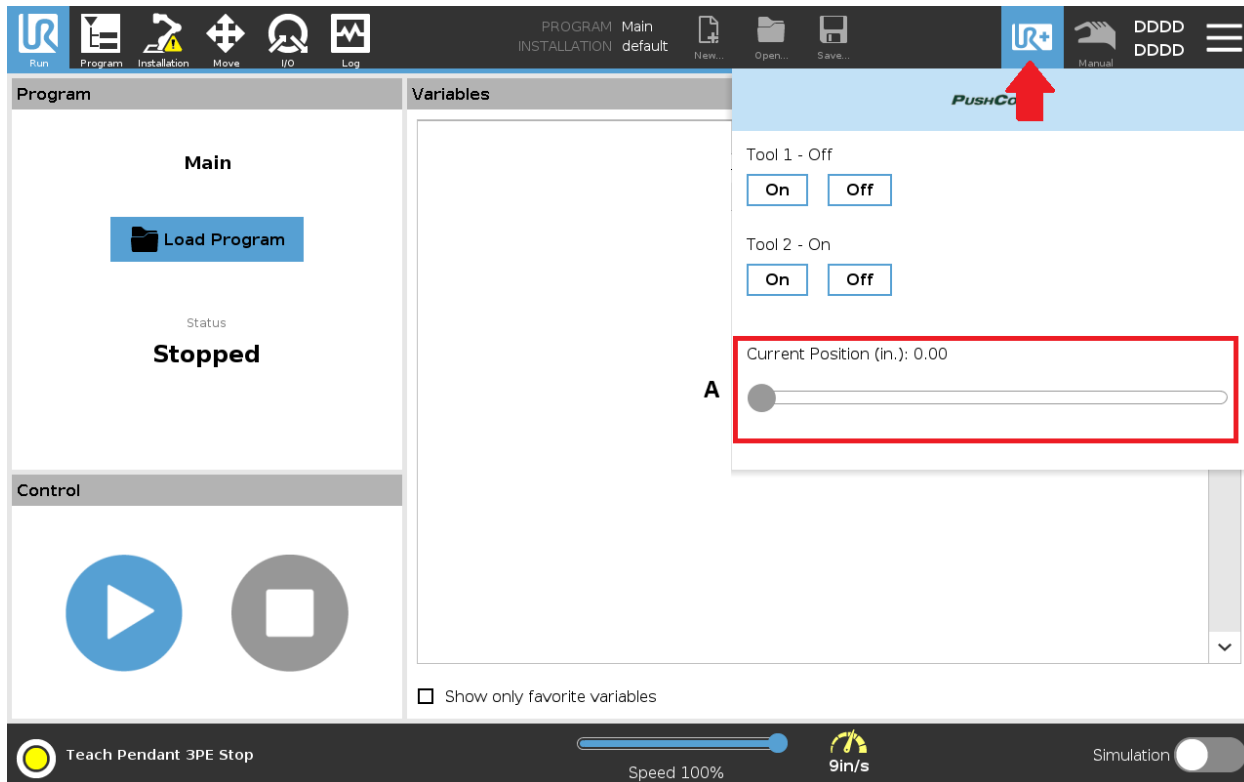 PROGRAM Main
INSTALLATION default
UR
UR+
DDDD
DDDD
Run
Program
Installation
Move
I/O
Log
New...
Open...
Save...
Manual
Program
Variables
Main
Load Program
Status
Stopped
Tool 1 - Off
On Off
Tool 2 - On
On Off
Current Position (in.): 0.00
A
Control
Show only favorite variables
Teach Pendant 3PE Stop
Speed 100%
9in/s
Simulation